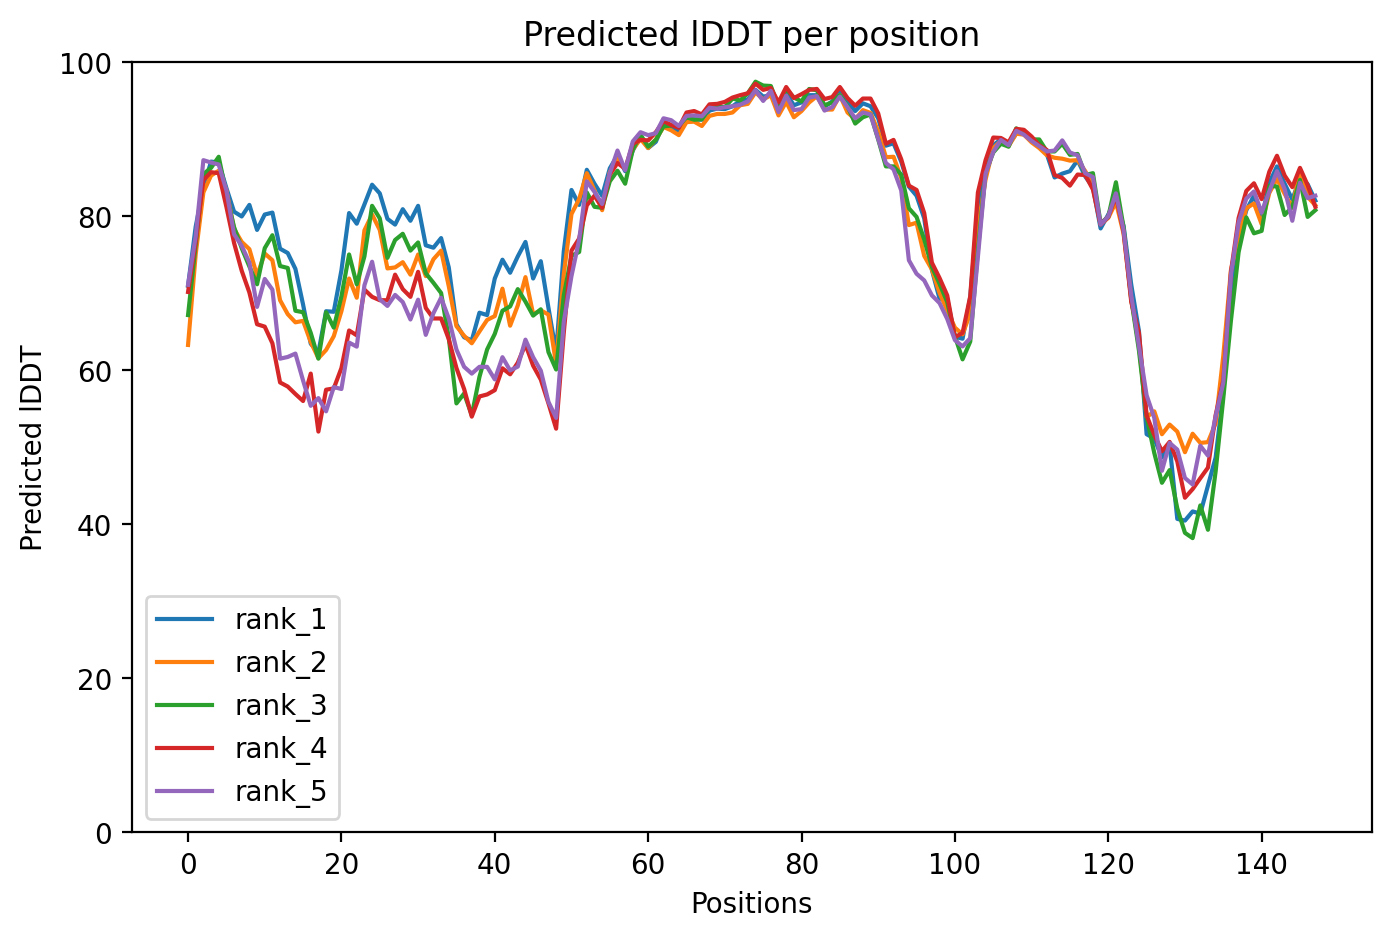 Predicted lDDT per position
100
80
60
40
20
0
Predicted lDDT
rank_1
rank_2
rank_3
rank_4
rank_5
0 20 40 60 80 100 120 140
Positions